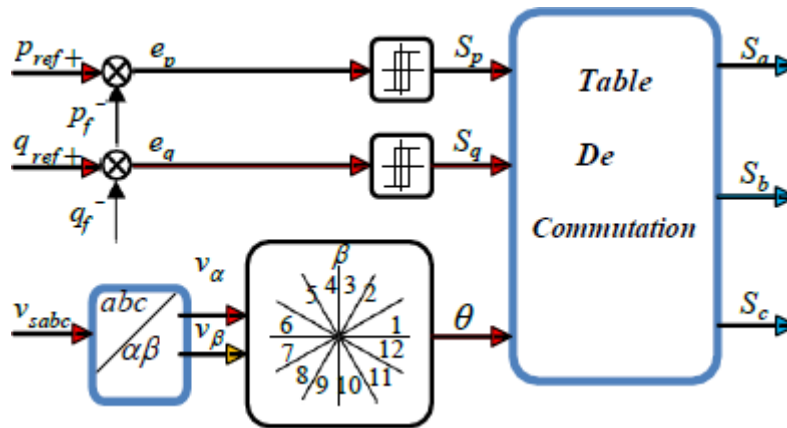 p_ref + e_p S_p
p_f -
q_ref + e_q S_q
q_f -
v_sabc
abc
αβ
v_α
v_β
β
5 4 3 2
6 1
7 12
8 9 10 11
θ
Table
De
Commutation
S_a
S_b
S_c